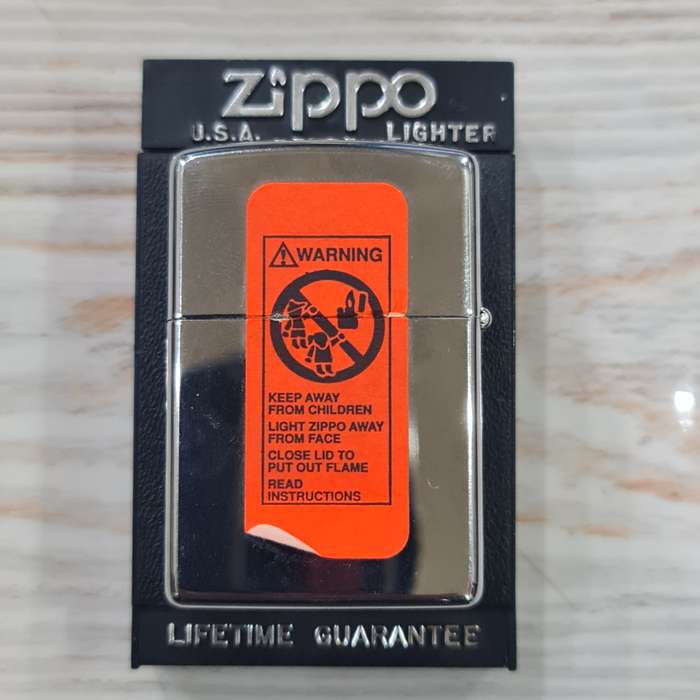 zippo
U.S.A. LIGHTER
WARNING
KEEP AWAY
FROM CHILDREN
LIGHT ZIPPO AWAY
FROM FACE
CLOSE LID TO
PUT OUT FLAME
READ
INSTRUCTIONS
LIFETIME GUARANTEE